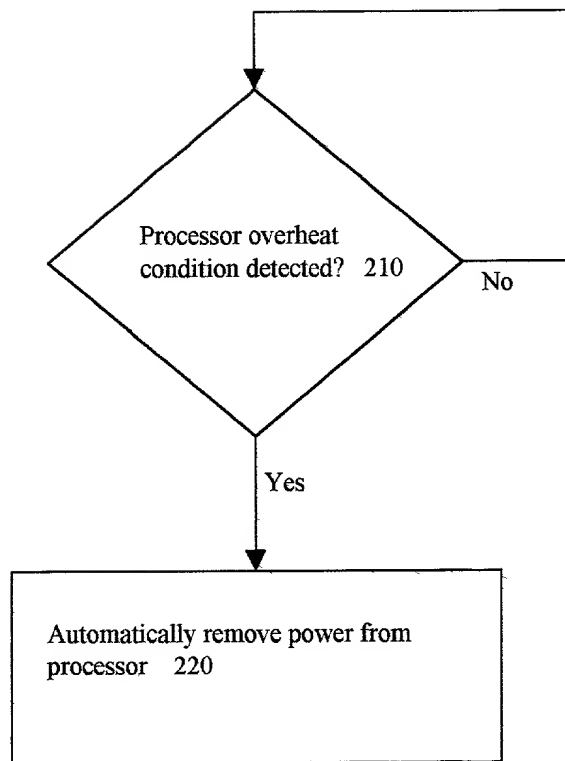 Processor overheat
condition detected? 210
No
Yes
Automatically remove power from
processor 220